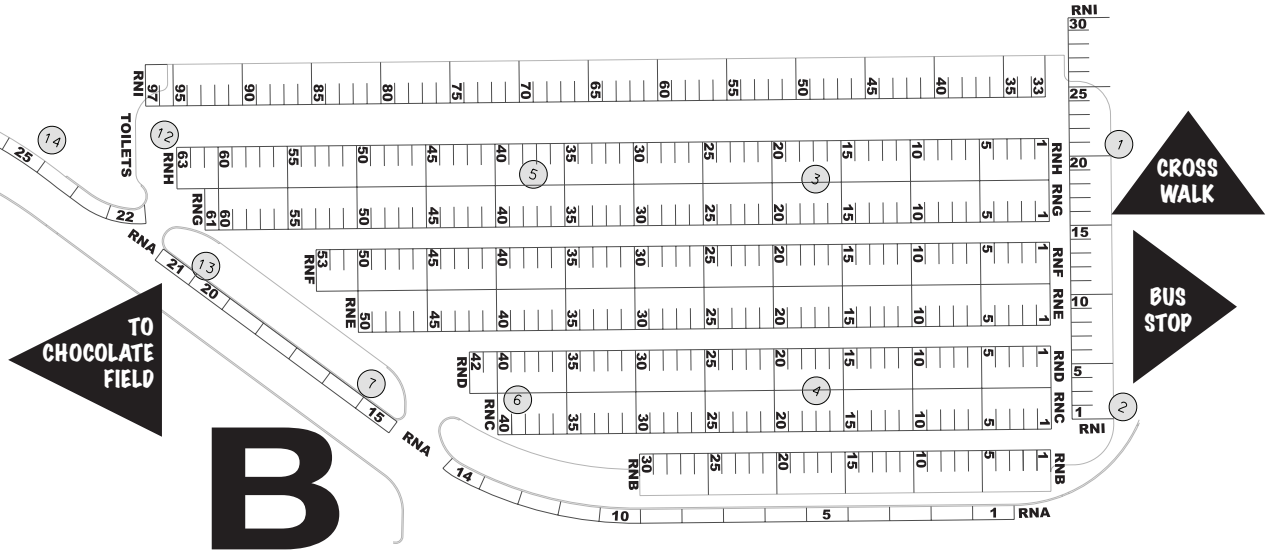 RNI
30
RNI 97 95 90 85 80 75 70 65 60 55 50 45 40 35 33
25
TOILETS
14
12
1
25
RNH 63 60 55 50 45 40 35 30 25 20 15 10 5 1 RNH
20
5
3
CROSS
WALK
22
RNG 61 60 55 50 45 40 35 30 25 20 15 10 5 1 RNG
15
RNA
21
13
20
RNF 53 50 45 40 35 30 25 20 15 10 5 1 RNF
10
RNE 50 45 40 35 30 25 20 15 10 5 1 RNE
BUS
STOP
TO
CHOCOLATE
FIELD
7
15
RNA
RND 42 40 35 30 25 20 15 10 5 1 RND
5
6
4
2
RNC 40 35 30 25 20 15 10 5 1 RNC
1
RNI
B
14
RNB 30 25 20 15 10 5 1 RNB
10 5 1 RNA